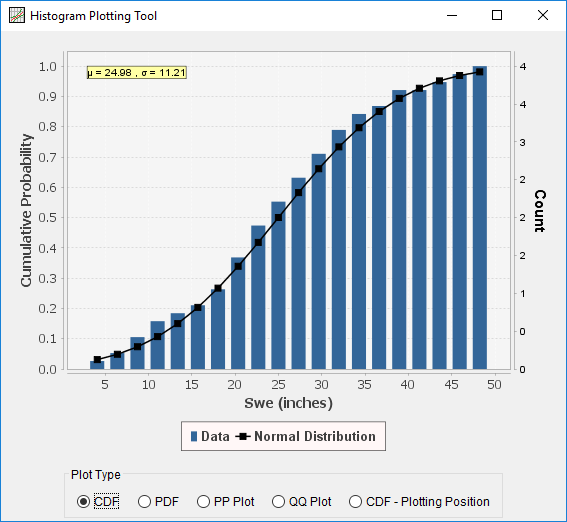 Histogram Plotting Tool
μ = 24.98 , σ = 11.21
Cumulative Probability
1.0
0.9
0.8
0.7
0.6
0.5
0.4
0.3
0.2
0.1
0.0
4
4
3
2
2
2
1
0
0
Count
5 10 15 20 25 30 35 40 45 50
Swe (inches)
Data Normal Distribution
Plot Type
CDF PDF PP Plot QQ Plot CDF - Plotting Position